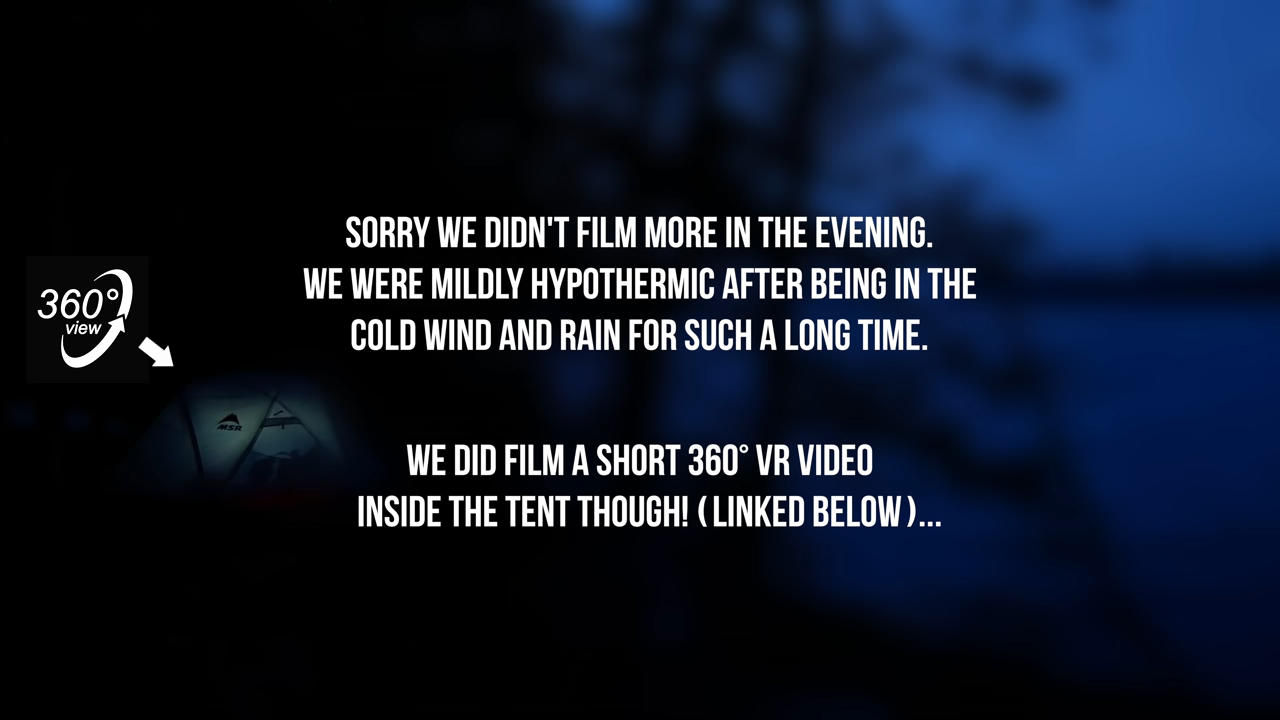 SORRY WE DIDN'T FILM MORE IN THE EVENING.
WE WERE MILDLY HYPOTHERMIC AFTER BEING IN THE
COLD WIND AND RAIN FOR SUCH A LONG TIME.
360°
view
MSR
WE DID FILM A SHORT 360° VR VIDEO
INSIDE THE TENT THOUGH! (LINKED BELOW)...